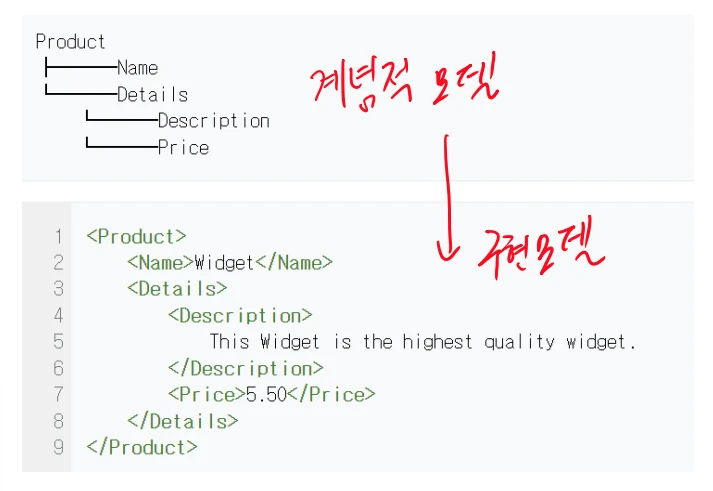 Product
├──────Name
└──────Details
└──────Description
└──────Price
계념적 모델
구현모델
1 <Product>
2 <Name>Widget</Name>
3 <Details>
4 <Description>
5 This Widget is the highest quality widget.
6 </Description>
7 <Price>5.50</Price>
8 </Details>
9 </Product>